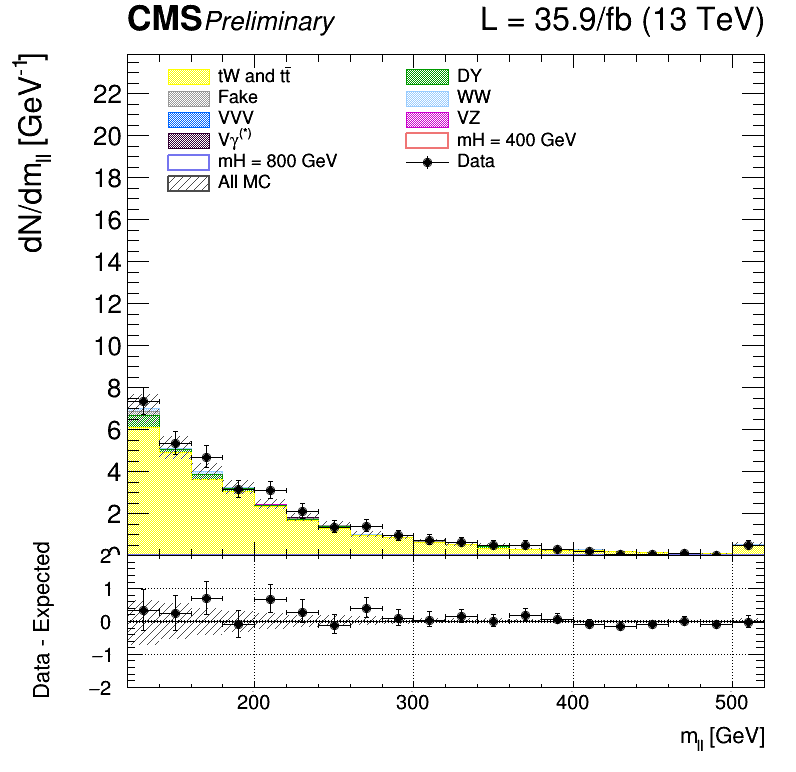 CMS Preliminary L = 35.9/fb (13 TeV)
dN/dm_ll [GeV⁻¹]
tW and tt̄
DY
Fake
WW
VVV
VZ
Vγ(*)
mH = 400 GeV
mH = 800 GeV
Data
All MC
22
20
18
16
14
12
10
8
6
4
2
Data - Expected
2
1
0
−1
−2
200 300 400 500
m_ll [GeV]